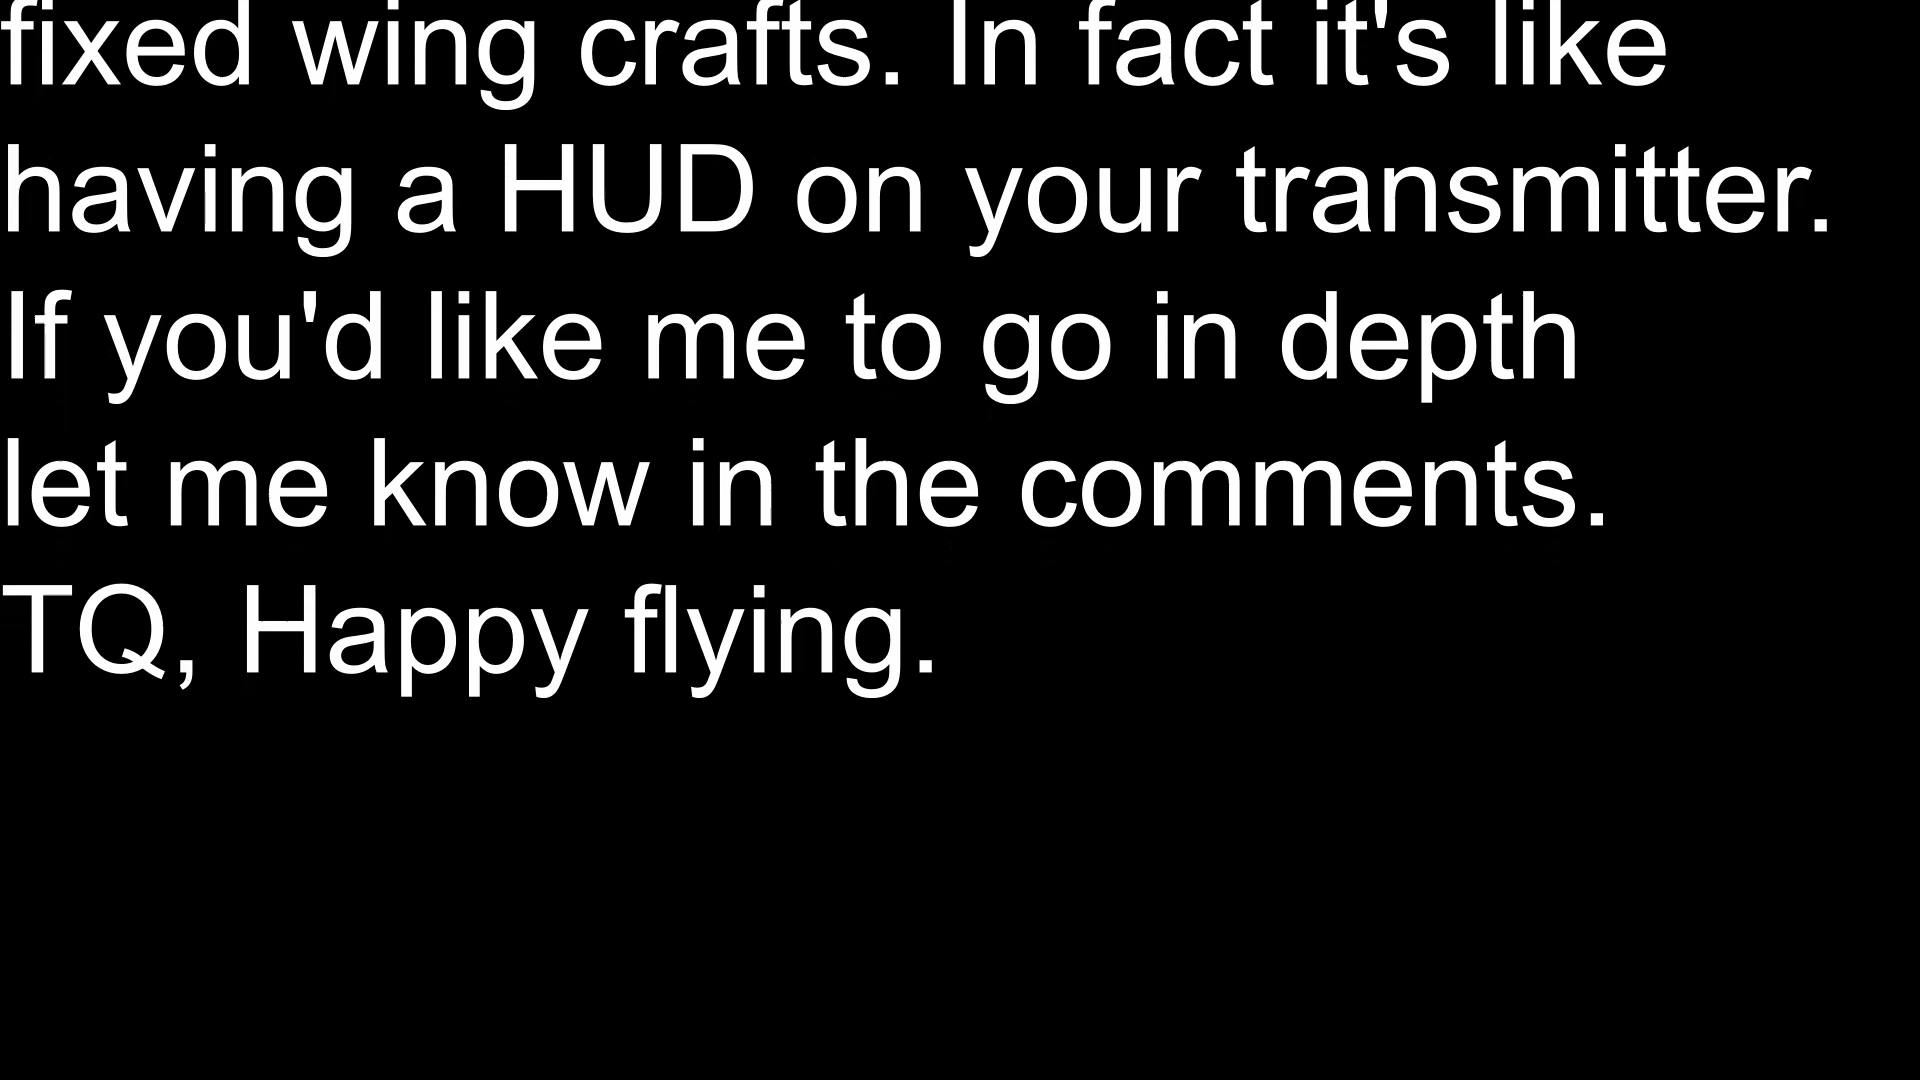 fixed wing crafts. In fact it's like
having a HUD on your transmitter.
If you'd like me to go in depth
let me know in the comments.
TQ, Happy flying.